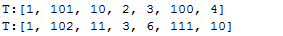 T:[1, 101, 10, 2, 3, 100, 4]
T:[1, 102, 11, 3, 6, 111, 10]